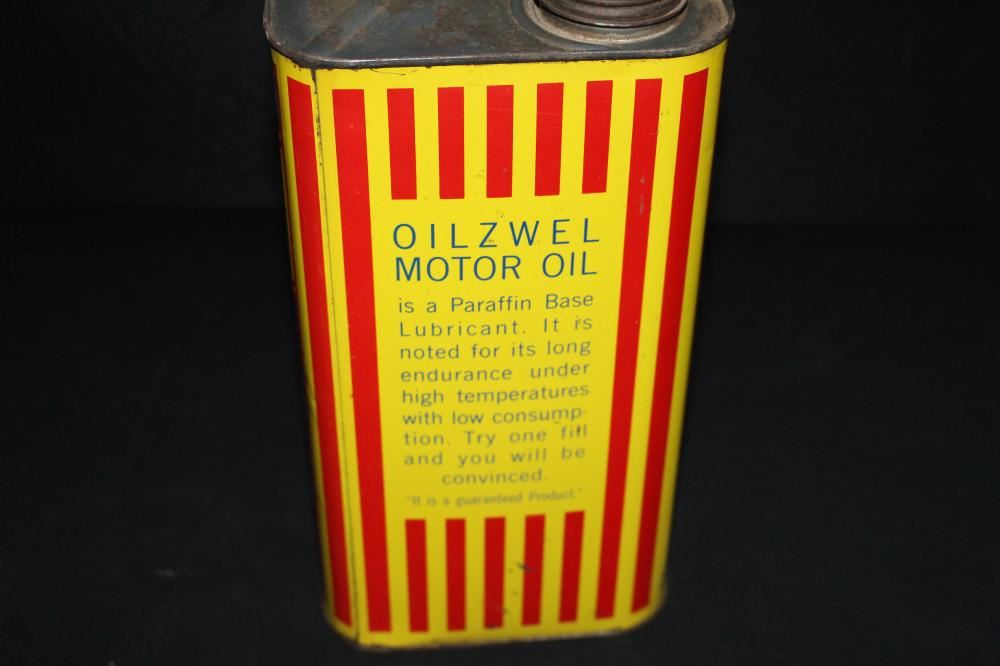 OILZWEL
MOTOR OIL
is a Paraffin Base
Lubricant. It is
noted for its long
endurance under
high temperatures
with low consump-
tion. Try one fill
and you will be
convinced.
"It is a guaranteed Product."